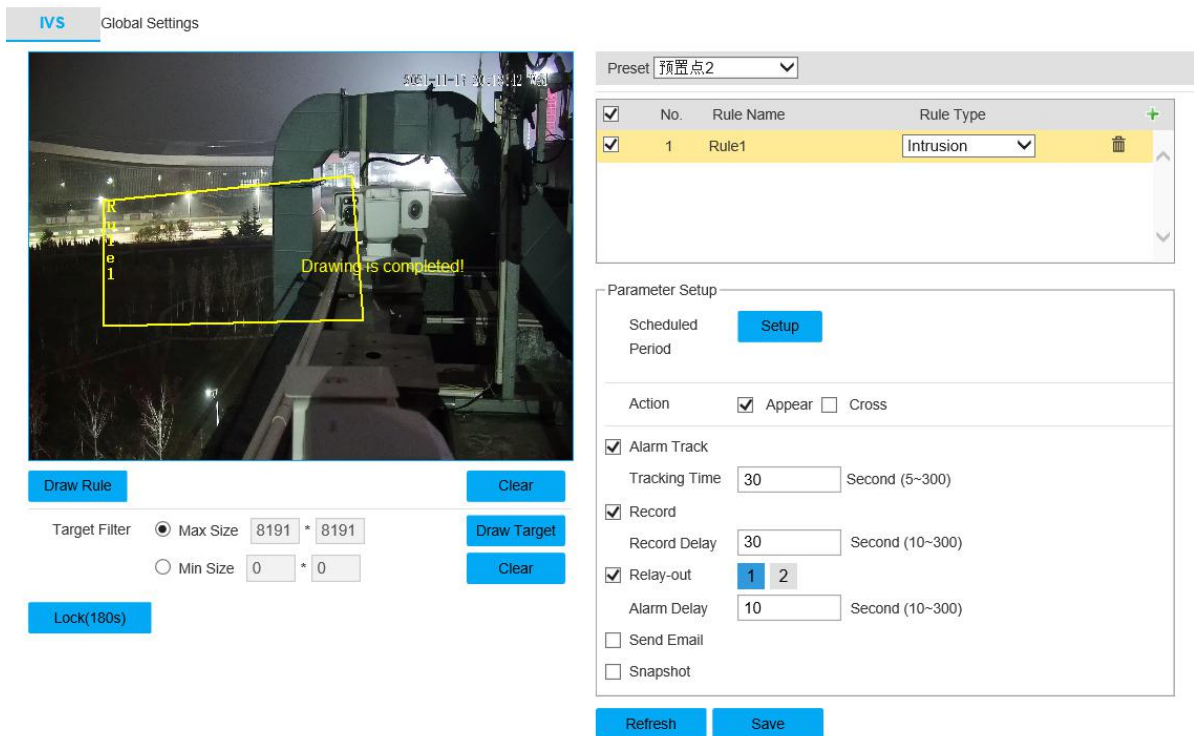 IVS Global Settings
Rule1
Drawing is completed!
Draw Rule Clear
Target Filter Max Size 8191 * 8191 Draw Target
Min Size 0 * 0 Clear
Lock(180s)
Preset 预置点2
No. Rule Name Rule Type
1 Rule1 Intrusion
Parameter Setup
Scheduled Setup
Period
Action Appear Cross
Alarm Track
Tracking Time 30 Second (5~300)
Record
Record Delay 30 Second (10~300)
Relay-out 1 2
Alarm Delay 10 Second (10~300)
Send Email
Snapshot
Refresh Save